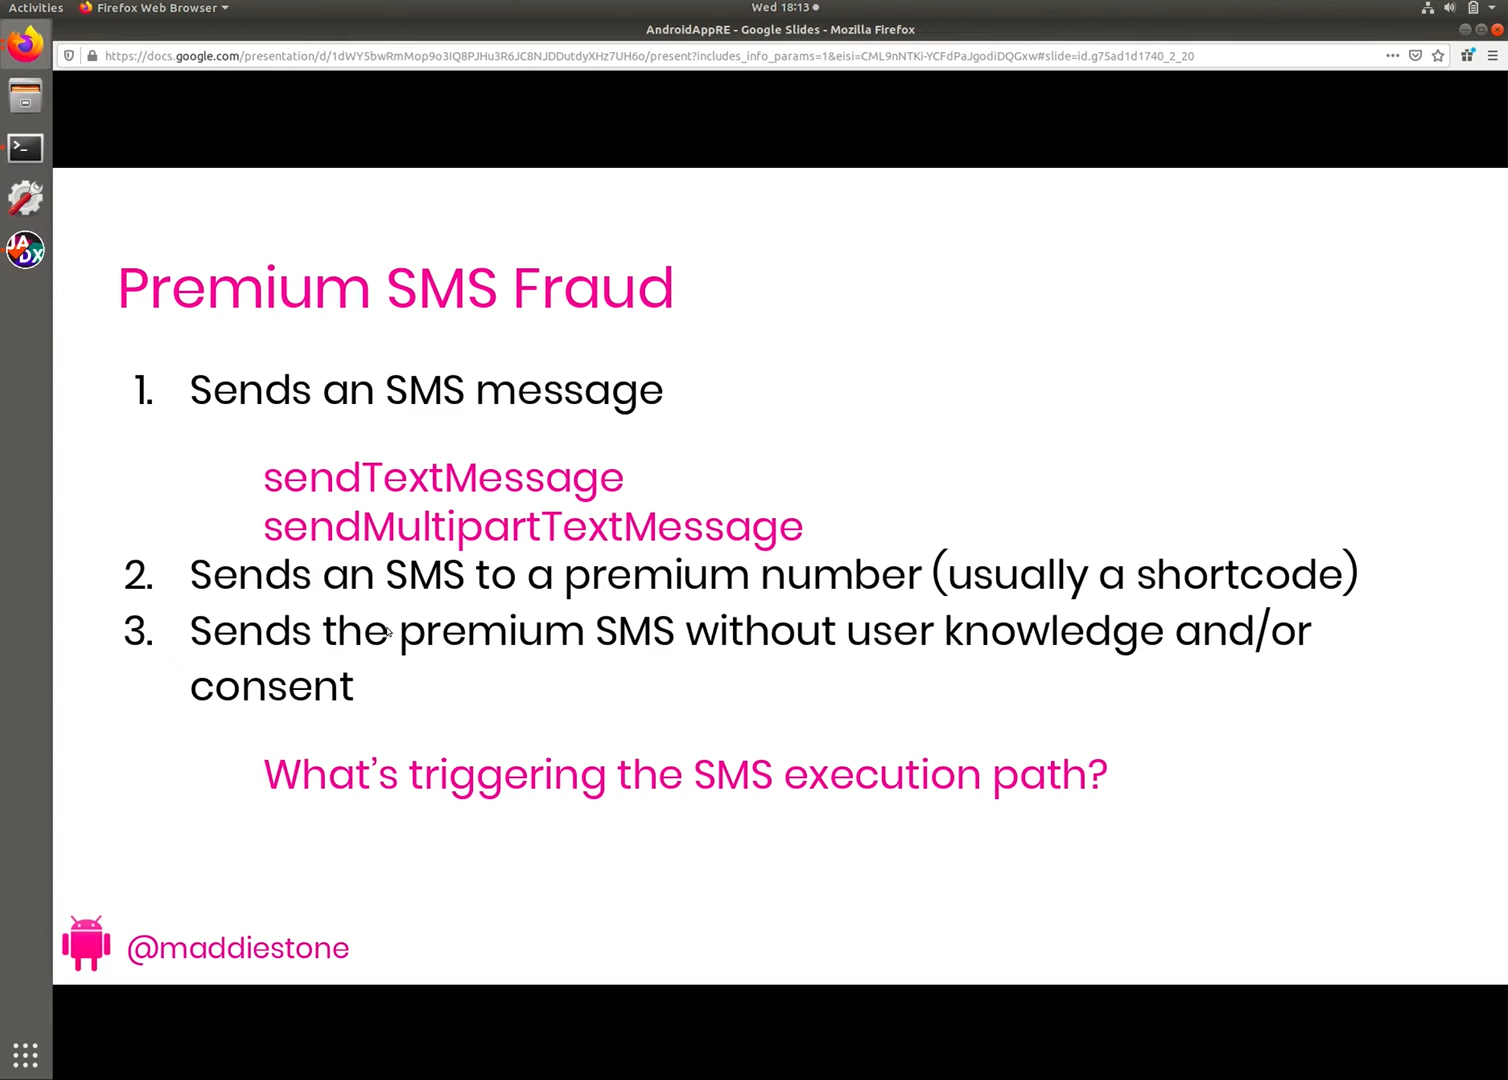 Activities
Firefox Web Browser
Wed 18:13
AndroidAppRE - Google Slides - Mozilla Firefox
https://docs.google.com/presentation/d/1dWY5bwRmMop9o3IQ8PJHu3R6JC8NJDDutdyXHz7UH6o/present?includes_info_params=1&eisi=CML9nNTKi-YCFdPaJgodiDQGxw#slide=id.g75ad1d1740_2_20
>_
JA
DX
Premium SMS Fraud
1. Sends an SMS message
sendTextMessage
sendMultipartTextMessage
2. Sends an SMS to a premium number (usually a shortcode)
3. Sends the premium SMS without user knowledge and/or
consent
What's triggering the SMS execution path?
@maddiestone